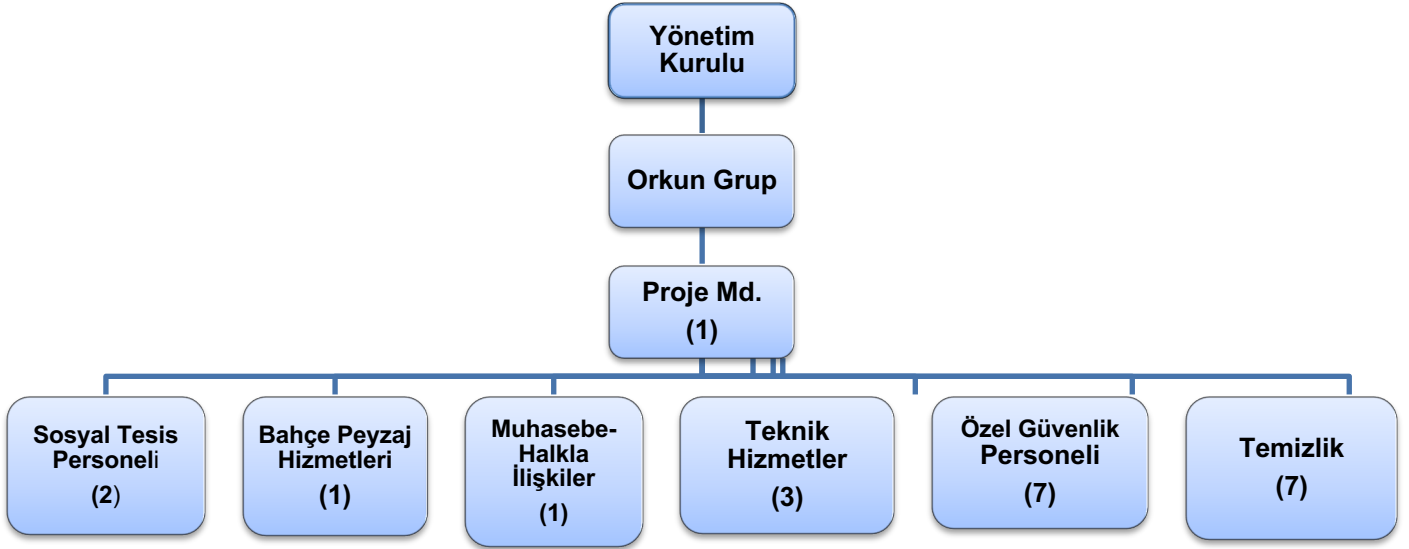 Yönetim
Kurulu
Orkun Grup
Proje Md.
(1)
Sosyal Tesis
Personeli
(2)
Bahçe Peyzaj
Hizmetleri
(1)
Muhasebe-
Halkla
İlişkiler
(1)
Teknik
Hizmetler
(3)
Özel Güvenlik
Personeli
(7)
Temizlik
(7)